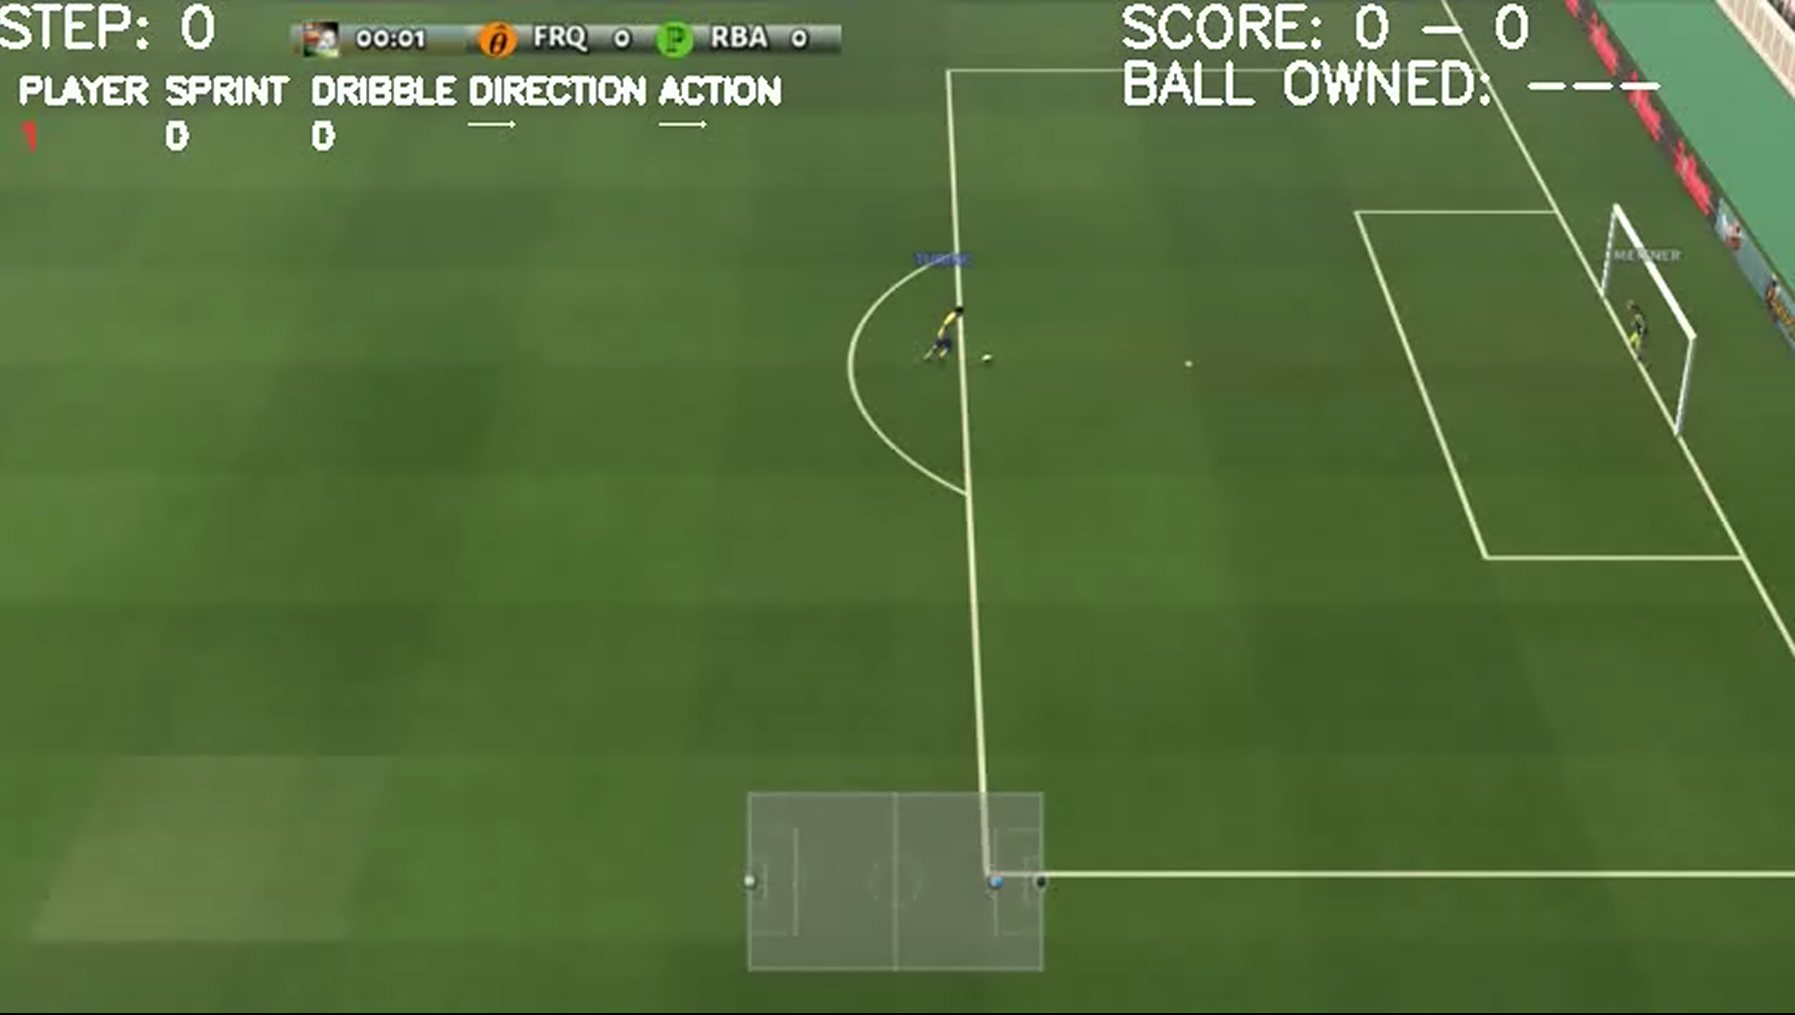 STEP: 0
00:01 FRQ 0 P RBA 0
SCORE: 0 - 0
BALL OWNED: ---
PLAYER SPRINT DRIBBLE DIRECTION ACTION
0 0